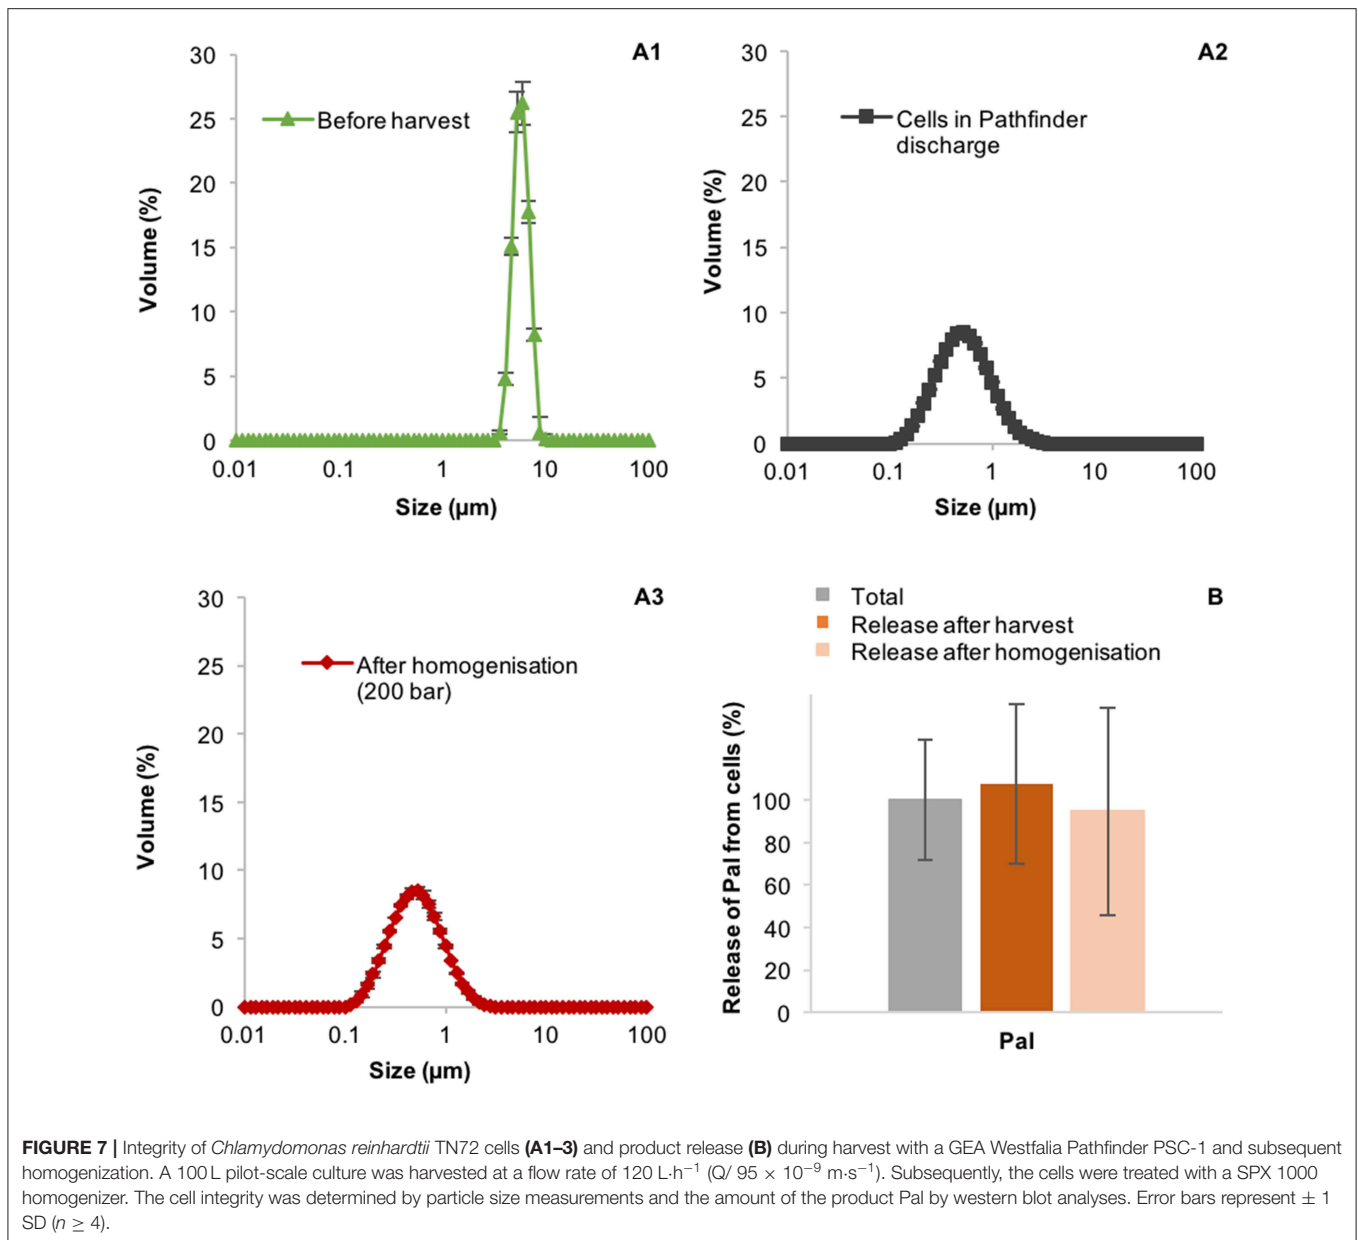 A1
30
25
20
15
10
5
0
Volume (%)
Before harvest
0.01 0.1 1 10 100
Size (µm)
A2
30
25
20
15
10
5
0
Volume (%)
Cells in Pathfinder
discharge
0.01 0.1 1 10 100
Size (µm)
A3
30
25
20
15
10
5
0
Volume (%)
After homogenisation
(200 bar)
0.01 0.1 1 10 100
Size (µm)
B
Total
Release after harvest
Release after homogenisation
Release of Pal from cells (%)
100
80
60
40
20
0
Pal
FIGURE 7 | Integrity of Chlamydomonas reinhardtii TN72 cells (A1–3) and product release (B) during harvest with a GEA Westfalia Pathfinder PSC-1 and subsequent
homogenization. A 100 L pilot-scale culture was harvested at a flow rate of 120 L·h⁻¹ (Q/ 95 × 10⁻⁹ m·s⁻¹). Subsequently, the cells were treated with a SPX 1000
homogenizer. The cell integrity was determined by particle size measurements and the amount of the product Pal by western blot analyses. Error bars represent ± 1
SD (n ≥ 4).